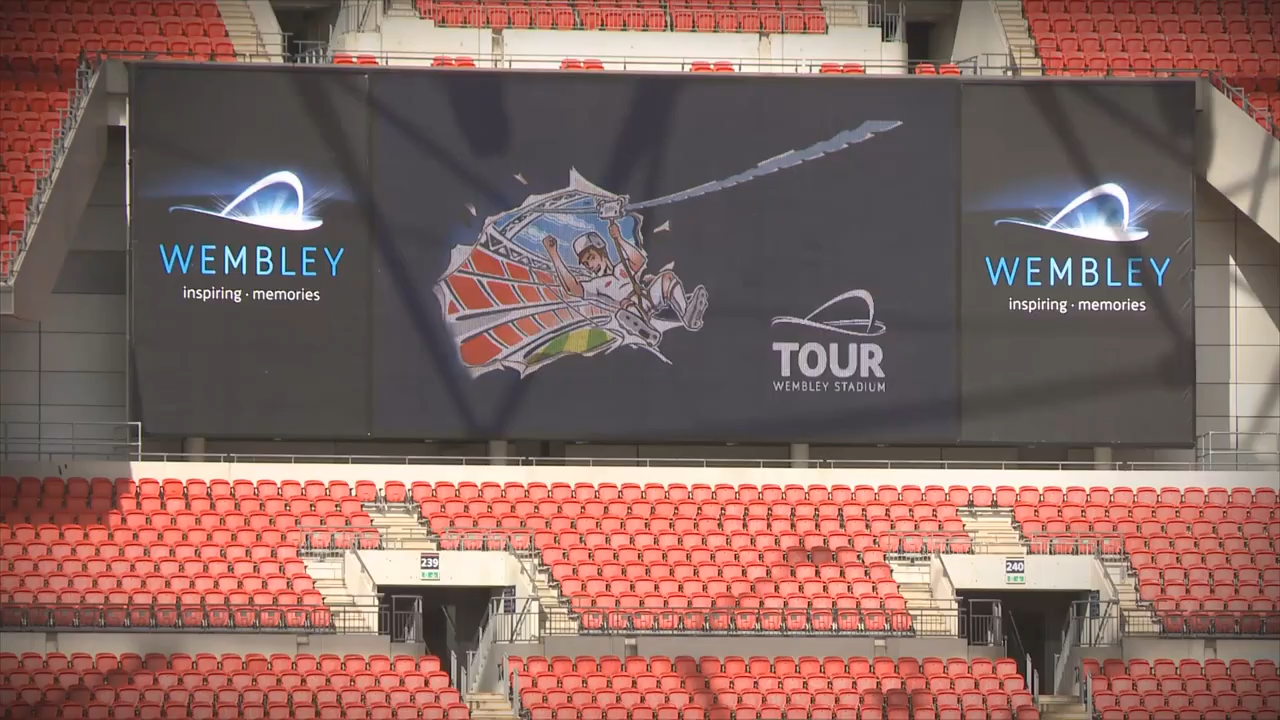 WEMBLEY
inspiring · memories
TOUR
WEMBLEY STADIUM
WEMBLEY
inspiring · memories
239
240